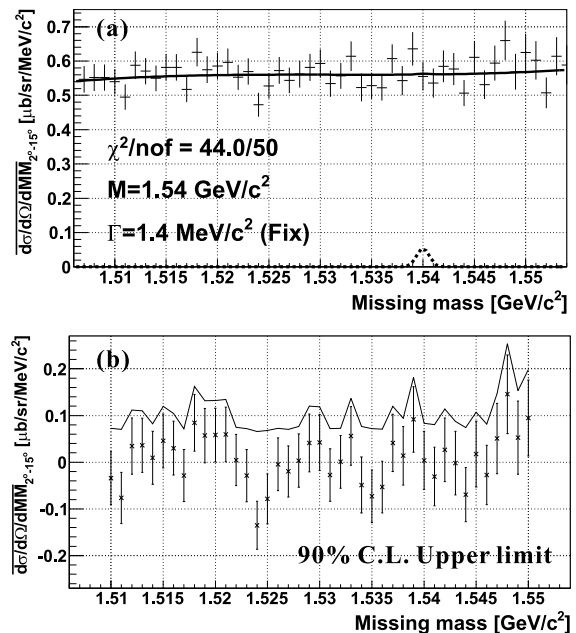 (a)
dσ/dΩ/dMM2°-15° [μb/sr/MeV/c²]
0.7
0.6
0.5
0.4
0.3
0.2
0.1
0
χ²/nof = 44.0/50
M=1.54 GeV/c²
Γ=1.4 MeV/c² (Fix)
1.51 1.515 1.52 1.525 1.53 1.535 1.54 1.545 1.55
Missing mass [GeV/c²]
(b)
dσ/dΩ/dMM2°-15° [μb/sr/MeV/c²]
0.2
0.1
0
-0.1
-0.2
90% C.L. Upper limit
1.51 1.515 1.52 1.525 1.53 1.535 1.54 1.545 1.55
Missing mass [GeV/c²]